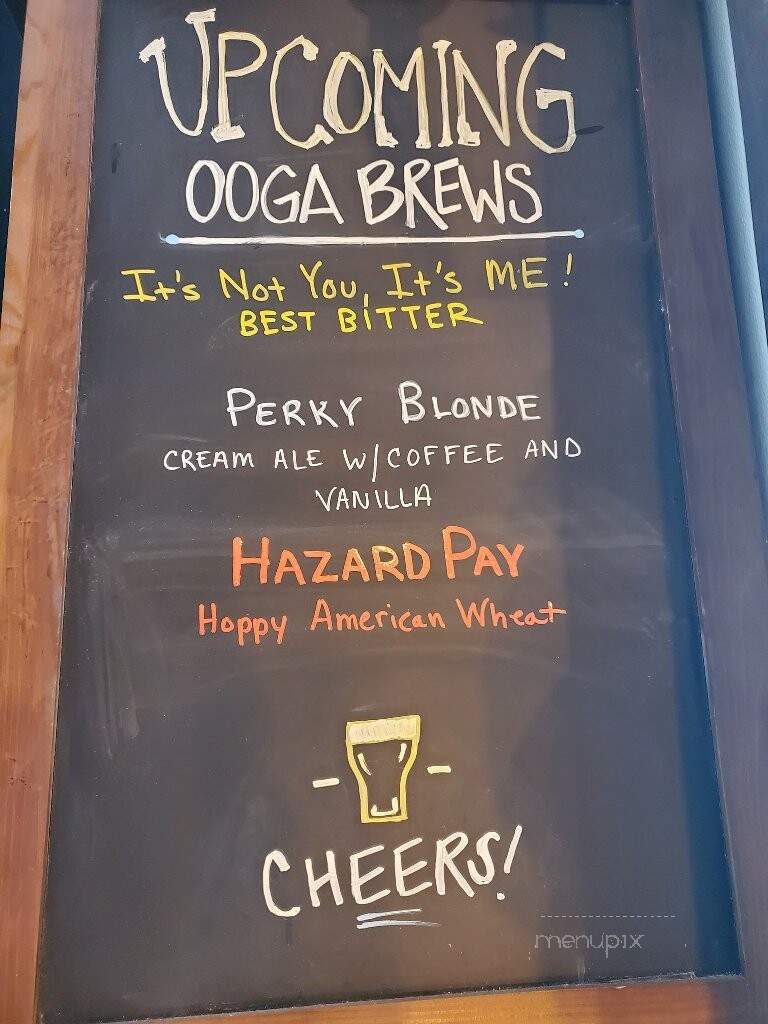 UPCOMING
OOGA BREWS
It's Not You, It's ME!
BEST BITTER
PERKY BLONDE
CREAM ALE W/COFFEE AND
VANILLA
HAZARD PAY
Hoppy American Wheat
CHEERS!
menupix